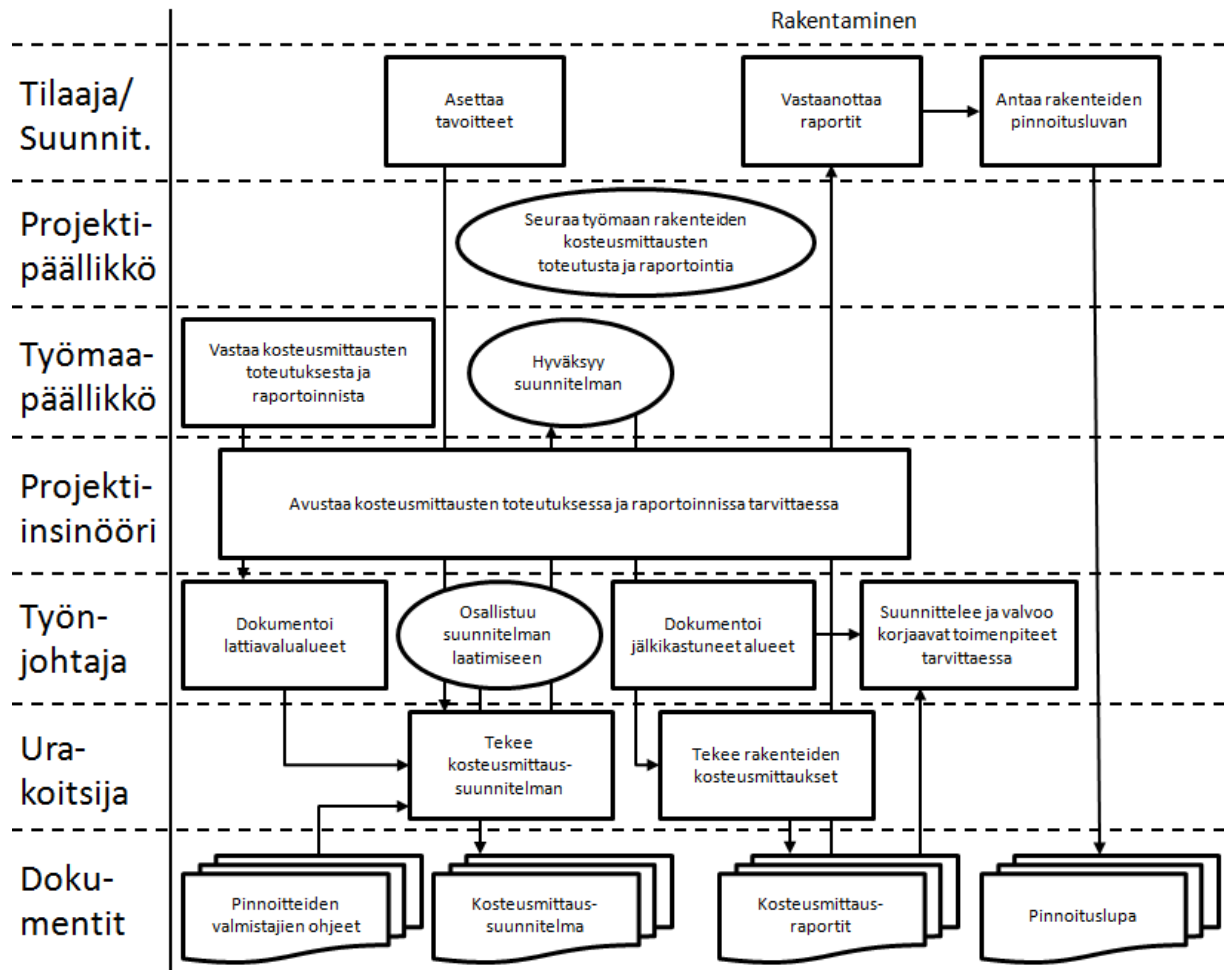 Rakentaminen
Tilaaja/
Suunnit.
Asettaa
tavoitteet
Vastaanottaa
raportit
Antaa rakenteiden
pinnoitusluvan
Projekti-
päällikkö
Seuraa työmaan rakenteiden
kosteusmittausten
toteutusta ja raportointia
Työmaa-
päällikkö
Vastaa kosteusmittausten
toteutuksesta ja
raportoinnista
Hyväksyy
suunnitelman
Projekti-
insinööri
Avustaa kosteusmittausten toteutuksessa ja raportoinnissa tarvittaessa
Työn-
johtaja
Dokumentoi
lattiavalualueet
Osallistuu
suunnitelman
laatimiseen
Dokumentoi
jälkikastuneet alueet
Suunnittelee ja valvoo
korjaavat toimenpiteet
tarvittaessa
Ura-
koitsija
Tekee
kosteusmittaus-
suunnitelman
Tekee rakenteiden
kosteusmittaukset
Doku-
mentit
Pinnoitteiden
valmistajien ohjeet
Kosteusmittaus-
suunnitelma
Kosteusmittaus-
raportit
Pinnoituslupa